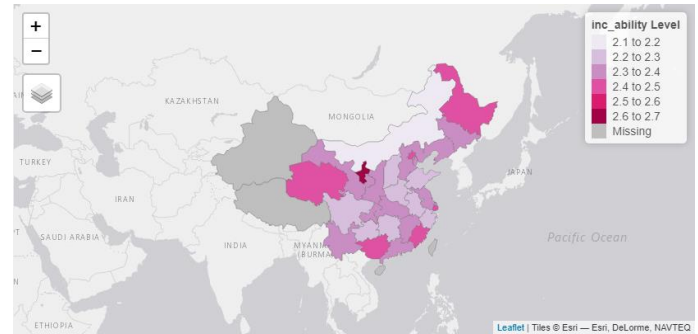 +
−
inc_ability Level
2.1 to 2.2
2.2 to 2.3
2.3 to 2.4
2.4 to 2.5
2.5 to 2.6
2.6 to 2.7
Missing
KAZAKHSTAN
MONGOLIA
TURKEY
JAPAN
IRAN
SAUDI ARABIA
INDIA
MYANM
(BURMA)
Pacific Ocean
ETHIOPIA
Leaflet | Tiles © Esri — Esri, DeLorme, NAVTEQ